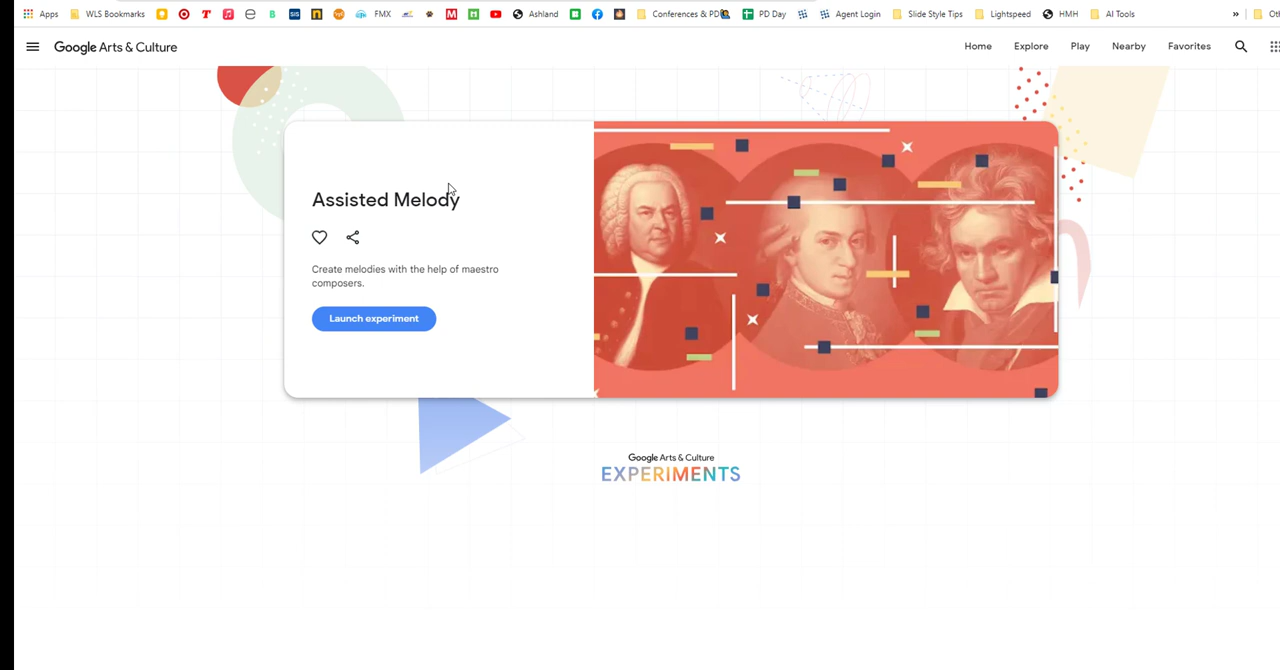 Apps WLS Bookmarks FMX Ashland Conferences & PD PD Day Agent Login Slide Style Tips Lightspeed HMH AI Tools »
Google Arts & Culture Home Explore Play Nearby Favorites
Assisted Melody
Create melodies with the help of maestro
composers.
Launch experiment
Google Arts & Culture
EXPERIMENTS